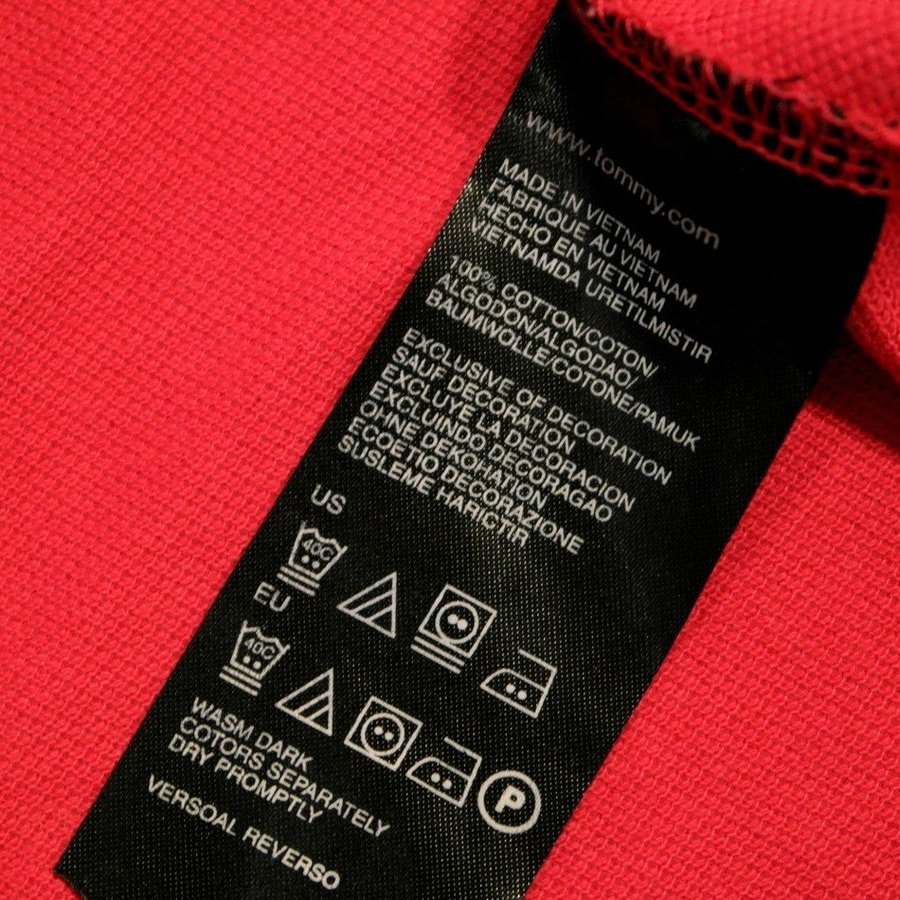 www.tommy.com
MADE IN VIETNAM
FABRIQUE AU VIETNAM
HECHO EN VIETNAM
VIETNAMDA URETILMISTIR
100% COTTON/COTON/
ALGODON/ALGODAO/
BAUMWOLLE/COTONE/PAMUK
EXCLUSIVE OF DECORATION
SAUF DECORATION
EXCLUYE LA DECORACION
EXCLUINDO DECORAGAO
OHNE DEKOHATION
ECOETIO DECORAZIONE
SUSLEME HARICTIR
US
40C
EU
40C
P
WASM DARK
COTORS SEPARATELY
DRY PROMPTLY
VERSOAL REVERSO